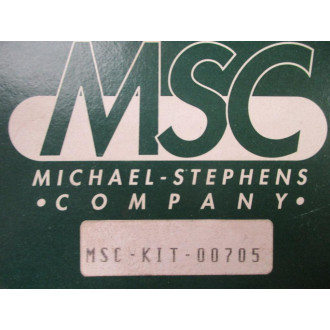 MSC
MICHAEL-STEPHENS
•COMPANY•
MSC-KIT-00705